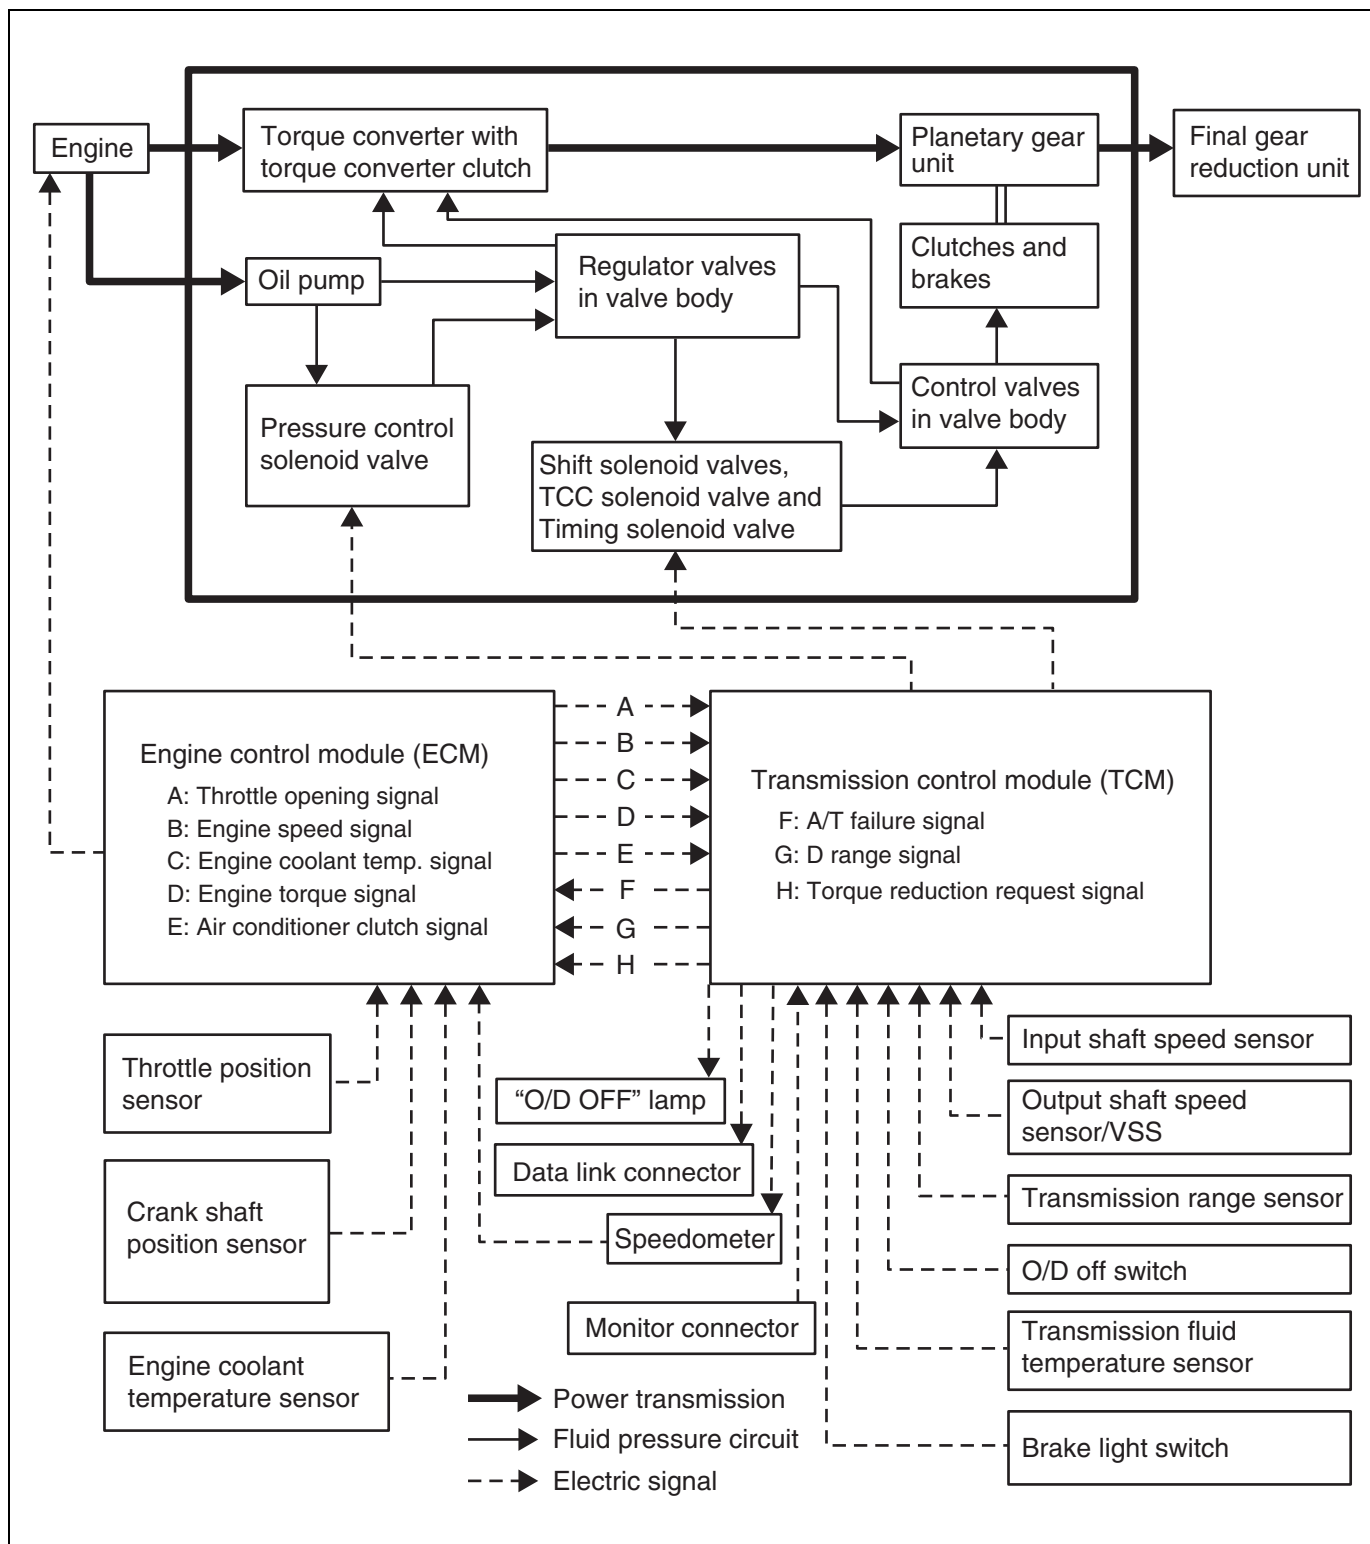 Engine
Torque converter with
torque converter clutch
Planetary gear
unit
Final gear
reduction unit
Oil pump
Regulator valves
in valve body
Clutches and
brakes
Pressure control
solenoid valve
Control valves
in valve body
Shift solenoid valves,
TCC solenoid valve and
Timing solenoid valve
Engine control module (ECM)
A: Throttle opening signal
B: Engine speed signal
C: Engine coolant temp. signal
D: Engine torque signal
E: Air conditioner clutch signal
A
B
C
D
E
F
G
H
Transmission control module (TCM)
F: A/T failure signal
G: D range signal
H: Torque reduction request signal
Throttle position
sensor
Crank shaft
position sensor
Engine coolant
temperature sensor
“O/D OFF” lamp
Data link connector
Speedometer
Monitor connector
Input shaft speed sensor
Output shaft speed
sensor/VSS
Transmission range sensor
O/D off switch
Transmission fluid
temperature sensor
Brake light switch
Power transmission
Fluid pressure circuit
Electric signal